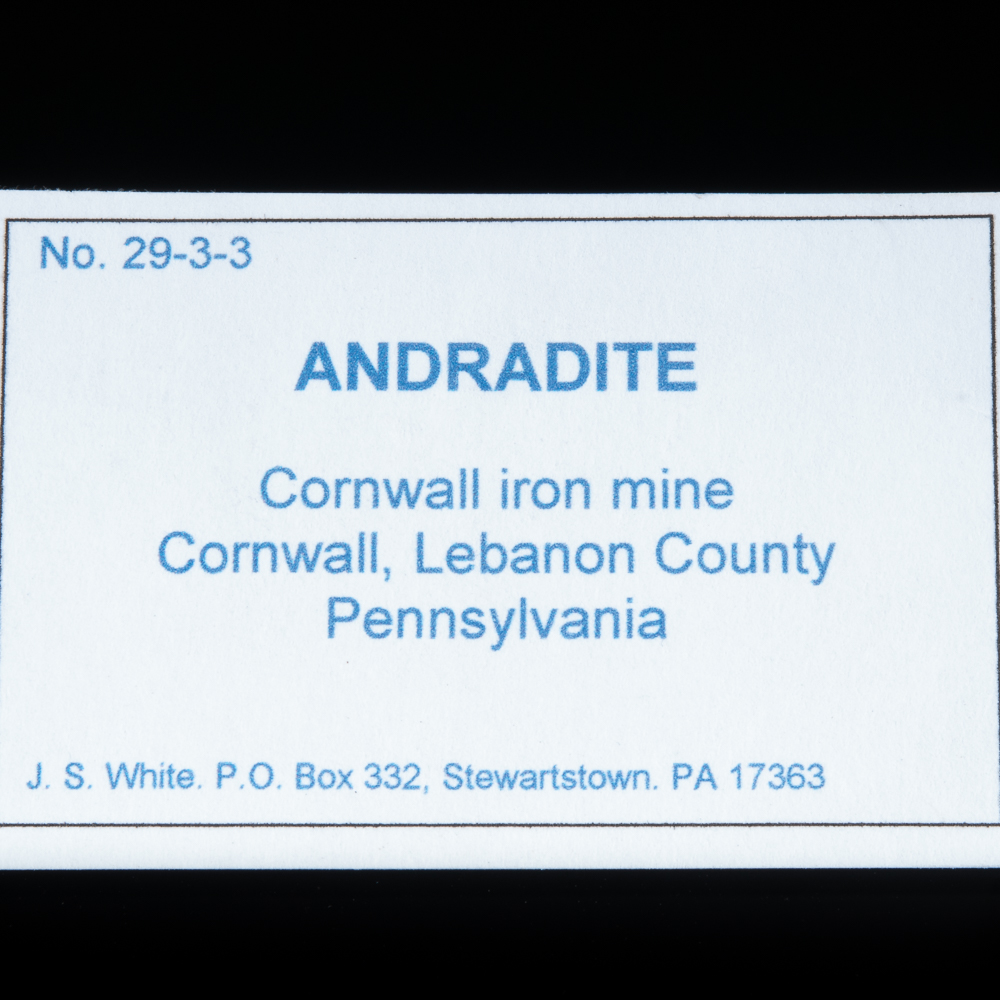 No. 29-3-3
ANDRADITE
Cornwall iron mine
Cornwall, Lebanon County
Pennsylvania
J. S. White. P.O. Box 332, Stewartstown. PA 17363